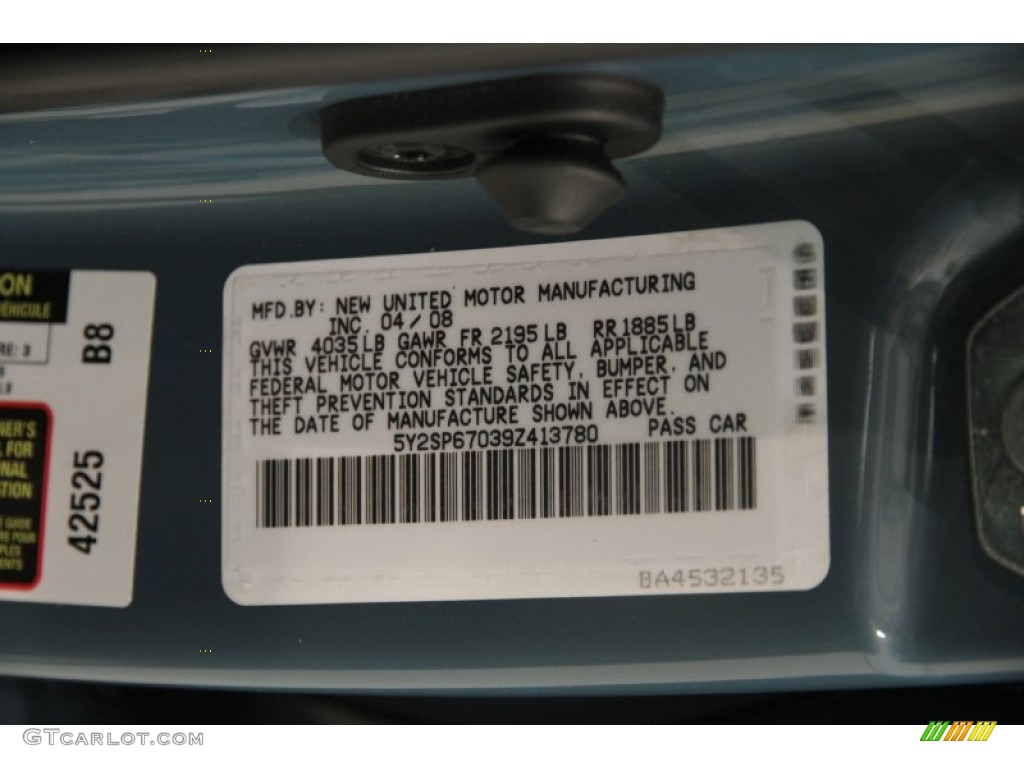 MFD.BY: NEW UNITED MOTOR MANUFACTURING
INC. 04/08
GVWR 4035LB GAWR FR 2195LB RR1885LB
THIS VEHICLE CONFORMS TO ALL APPLICABLE
FEDERAL MOTOR VEHICLE SAFETY, BUMPER, AND
THEFT PREVENTION STANDARDS IN EFFECT ON
THE DATE OF MANUFACTURE SHOWN ABOVE.
5Y2SP67039Z413780 PASS CAR
BA4532135
B8
42525
GTCARLOT.COM